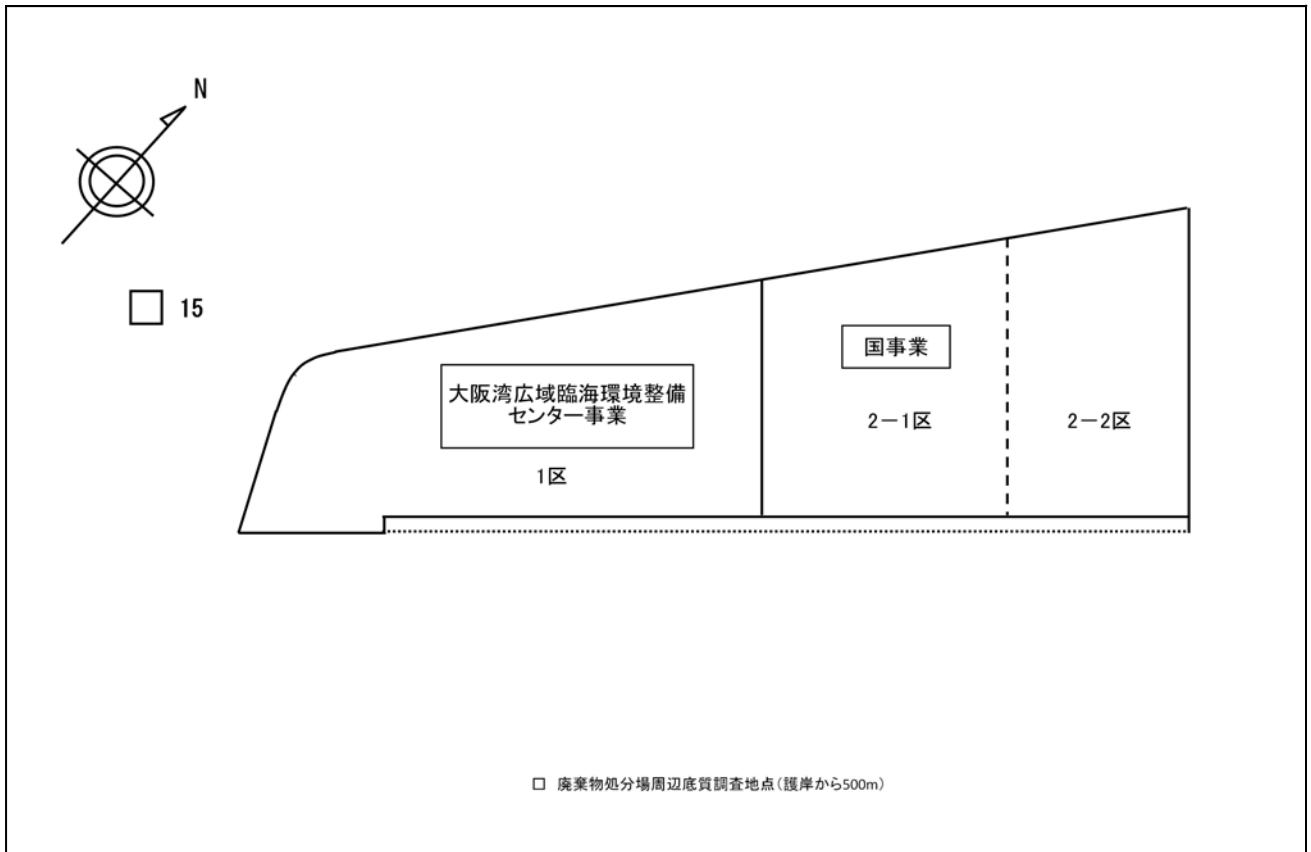 N
15
国事業
大阪湾広域臨海環境整備
センター事業
2－1区
2－2区
1区
□ 廃棄物処分場周辺底質調査地点(護岸から500m)